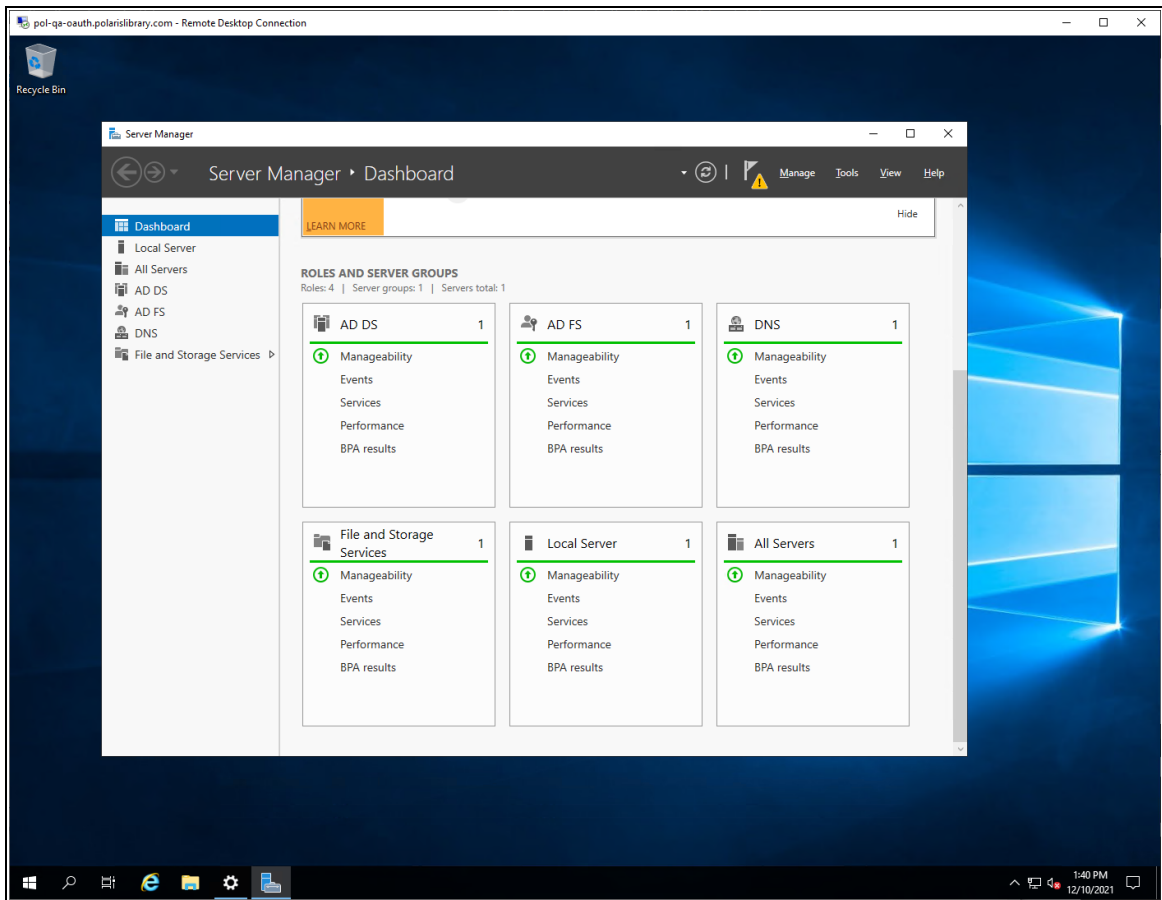 pol-qa-oauth.polarislibrary.com - Remote Desktop Connection
Recycle Bin
Server Manager
Server Manager ‣ Dashboard
Manage Tools View Help
Dashboard
Local Server
All Servers
AD DS
AD FS
DNS
File and Storage Services
LEARN MORE
Hide
ROLES AND SERVER GROUPS
Roles: 4 | Server groups: 1 | Servers total: 1
AD DS 1
Manageability
Events
Services
Performance
BPA results
AD FS 1
Manageability
Events
Services
Performance
BPA results
DNS 1
Manageability
Events
Services
Performance
BPA results
File and Storage
Services 1
Manageability
Events
Services
Performance
BPA results
Local Server 1
Manageability
Events
Services
Performance
BPA results
All Servers 1
Manageability
Events
Services
Performance
BPA results
1:40 PM
12/10/2021